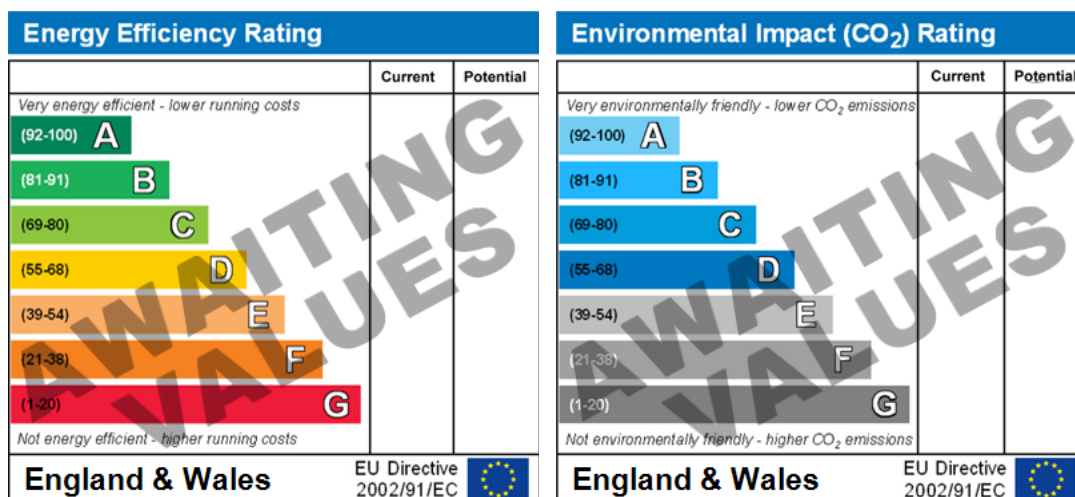 Energy Efficiency Rating
Current Potential
Very energy efficient - lower running costs
(92-100) A
(81-91) B
(69-80) C
(55-68) D
(39-54) E
(21-38) F
(1-20) G
Not energy efficient - higher running costs
England & Wales
EU Directive
2002/91/EC
AWAITING
VALUES
Environmental Impact (CO₂) Rating
Current Potential
Very environmentally friendly - lower CO₂ emissions
(92-100) A
(81-91) B
(69-80) C
(55-68) D
(39-54) E
(21-38) F
(1-20) G
Not environmentally friendly - higher CO₂ emissions
England & Wales
EU Directive
2002/91/EC
AWAITING
VALUES